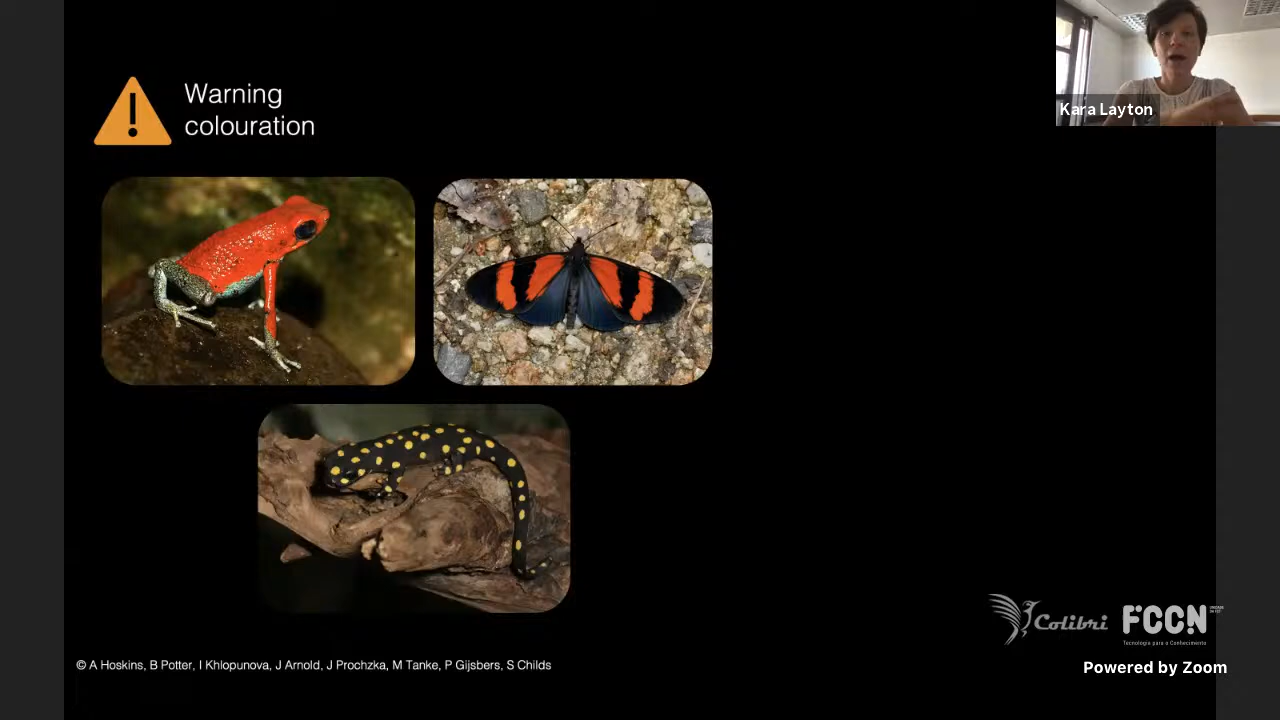 Warning
colouration
Kara Layton
Colibri
FCCN
Tecnologia para o Conhecimento
Powered by Zoom
© A Hoskins, B Potter, I Khlopunova, J Arnold, J Prochzka, M Tanke, P Gijsbers, S Childs